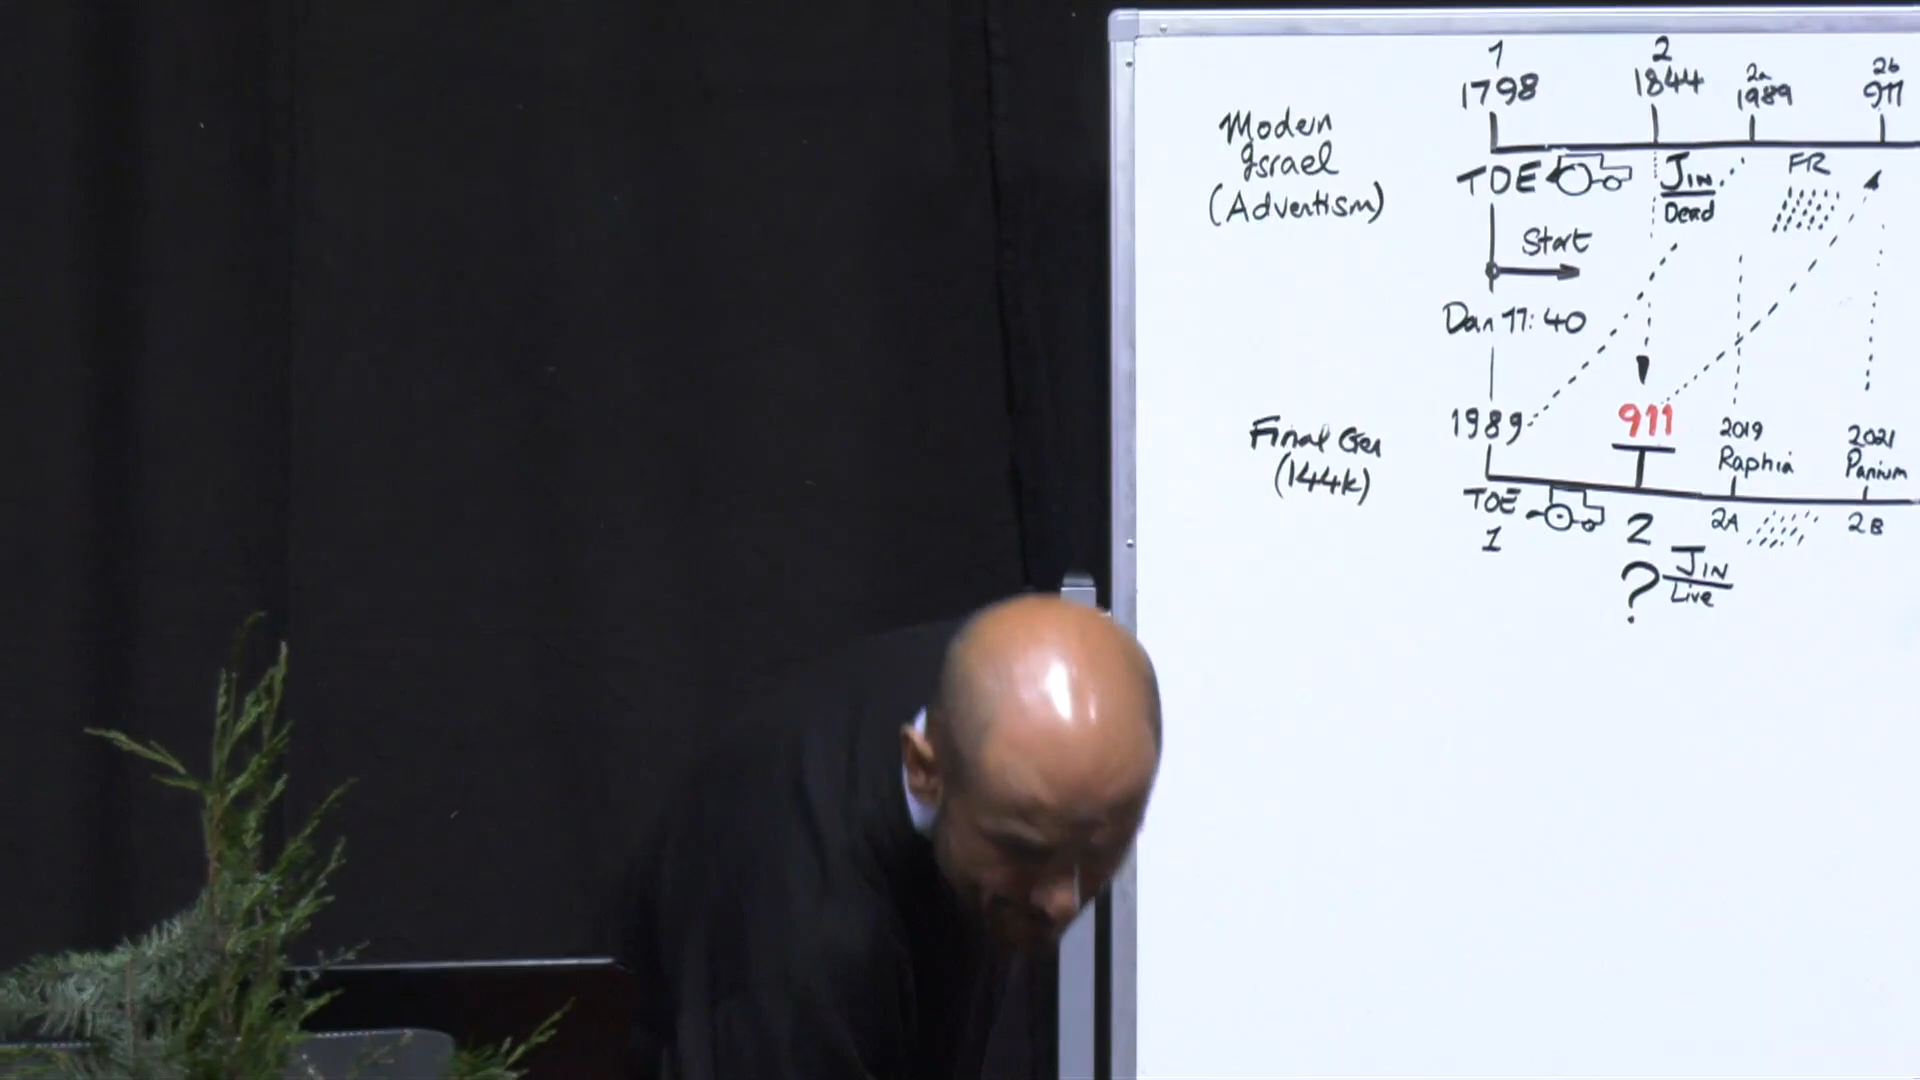 1 2 2a 2b
1798 1844 1989 911
Modern
Israel
(Adventism)
TOE JIN FR
Dead
Start
Dan 11:40
Final Gen
(144k)
1989 911 2019 2021
Raphia Panium
TOE 2 2A 2B
1
? JIN
Live